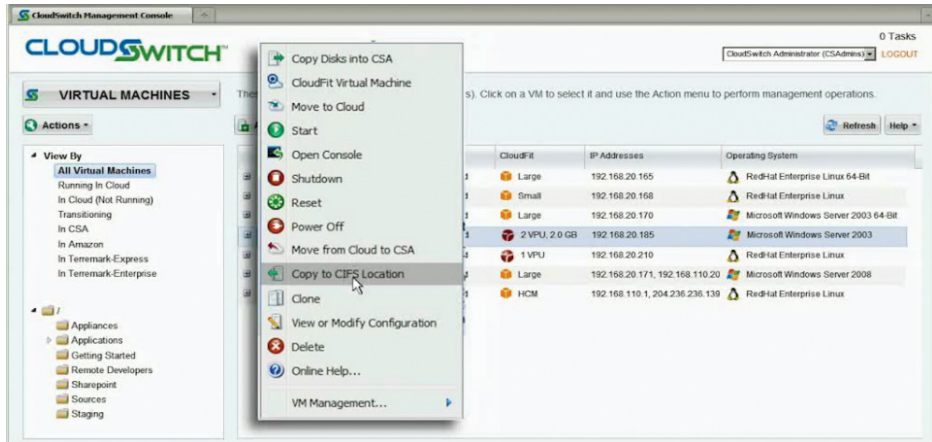 CloudSwitch Management Console
CLOUDSWITCH™
0 Tasks
CloudSwitch Administrator (CSAdmins)
LOGOUT
VIRTUAL MACHINES
s). Click on a VM to select it and use the Action menu to perform management operations.
Actions
Refresh
Help
View By
All Virtual Machines
Running In Cloud
In Cloud (Not Running)
Transitioning
In CSA
In Amazon
In Terremark-Express
In Terremark-Enterprise
/
Appliances
Applications
Getting Started
Remote Developers
Sharepoint
Sources
Staging
Copy Disks into CSA
CloudFit Virtual Machine
Move to Cloud
Start
Open Console
Shutdown
Reset
Power Off
Move from Cloud to CSA
Copy to CIFS Location
Clone
View or Modify Configuration
Delete
Online Help...
VM Management...
CloudFit IP Addresses Operating System
Large 192.168.20.165 RedHat Enterprise Linux 64-Bit
Small 192.168.20.168 RedHat Enterprise Linux
Large 192.168.20.170 Microsoft Windows Server 2003 64-Bit
2 VPU, 2.0 GB 192.168.20.185 Microsoft Windows Server 2003
1 VPU 192.168.20.210 RedHat Enterprise Linux
Large 192.168.20.171, 192.168.110.20 Microsoft Windows Server 2008
HCM 192.168.110.1, 204.236.236.139 RedHat Enterprise Linux